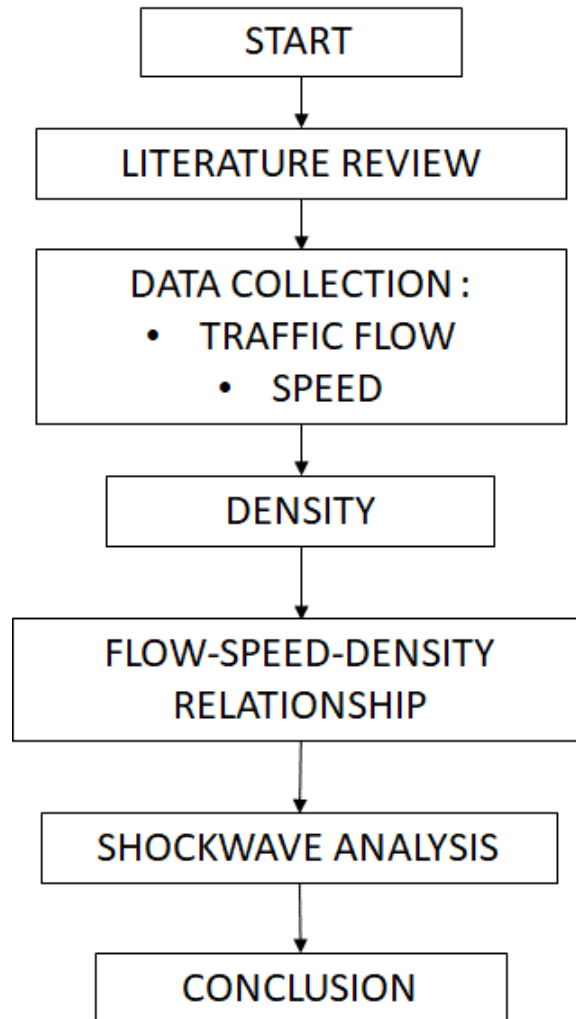 START
LITERATURE REVIEW
DATA COLLECTION :
• TRAFFIC FLOW
• SPEED
DENSITY
FLOW-SPEED-DENSITY
RELATIONSHIP
SHOCKWAVE ANALYSIS
CONCLUSION